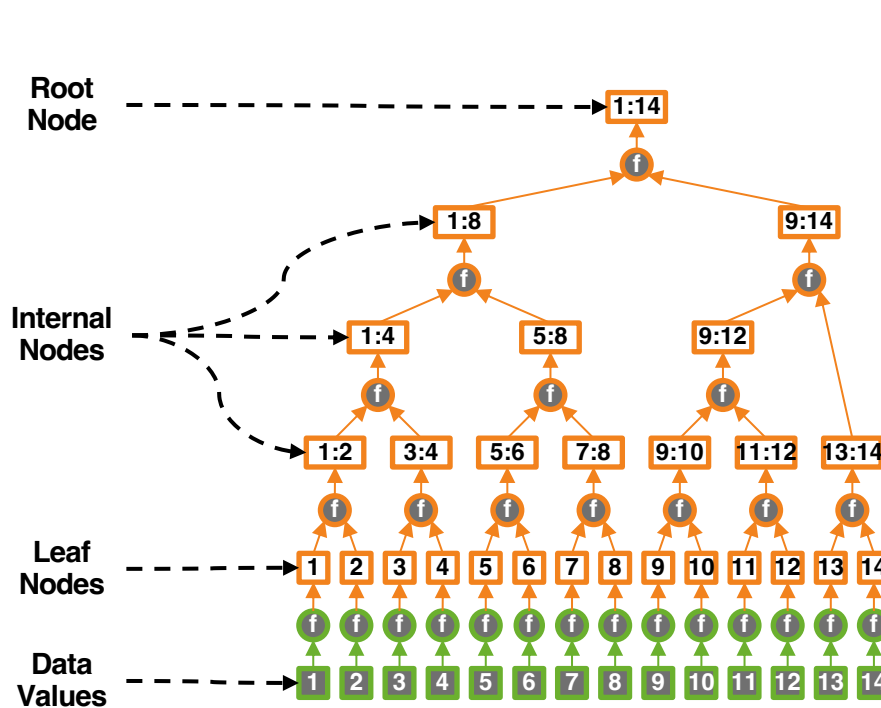 Root
Node
1:14
f
1:8
9:14
f
f
Internal
Nodes
1:4
5:8
9:12
f
f
f
1:2
3:4
5:6
7:8
9:10
11:12
13:14
f
f
f
f
f
f
f
Leaf
Nodes
1
2
3
4
5
6
7
8
9
10
11
12
13
14
f
f
f
f
f
f
f
f
f
f
f
f
f
f
Data
Values
1
2
3
4
5
6
7
8
9
10
11
12
13
14